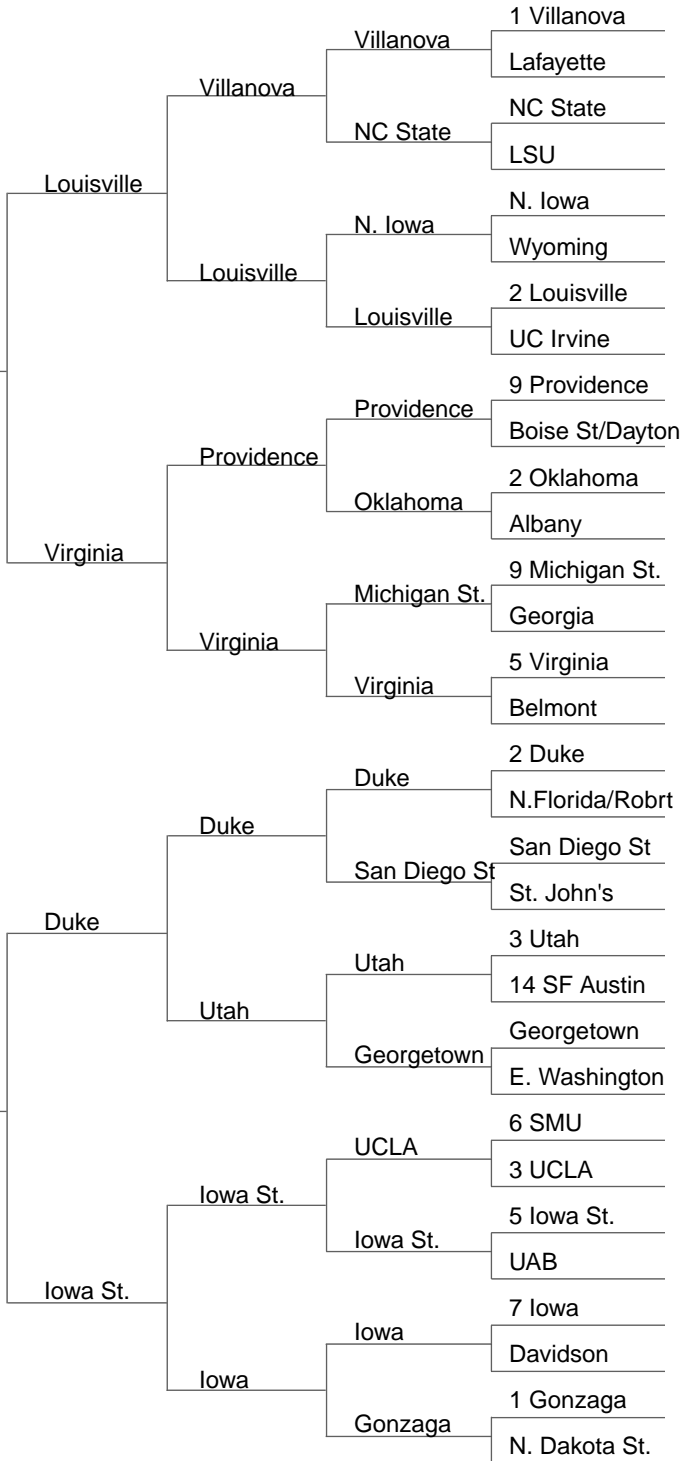 1 Villanova
Villanova
Lafayette
Villanova
NC State
NC State
LSU
Louisville
N. Iowa
N. Iowa
Wyoming
Louisville
2 Louisville
Louisville
UC Irvine
9 Providence
Providence
Boise St/Dayton
Providence
2 Oklahoma
Oklahoma
Albany
Virginia
9 Michigan St.
Michigan St.
Georgia
Virginia
5 Virginia
Virginia
Belmont
2 Duke
Duke
N.Florida/Robrt
Duke
San Diego St
San Diego St
St. John's
Duke
3 Utah
Utah
14 SF Austin
Utah
Georgetown
Georgetown
E. Washington
6 SMU
UCLA
3 UCLA
Iowa St.
5 Iowa St.
Iowa St.
UAB
Iowa St.
7 Iowa
Iowa
Davidson
Iowa
1 Gonzaga
Gonzaga
N. Dakota St.